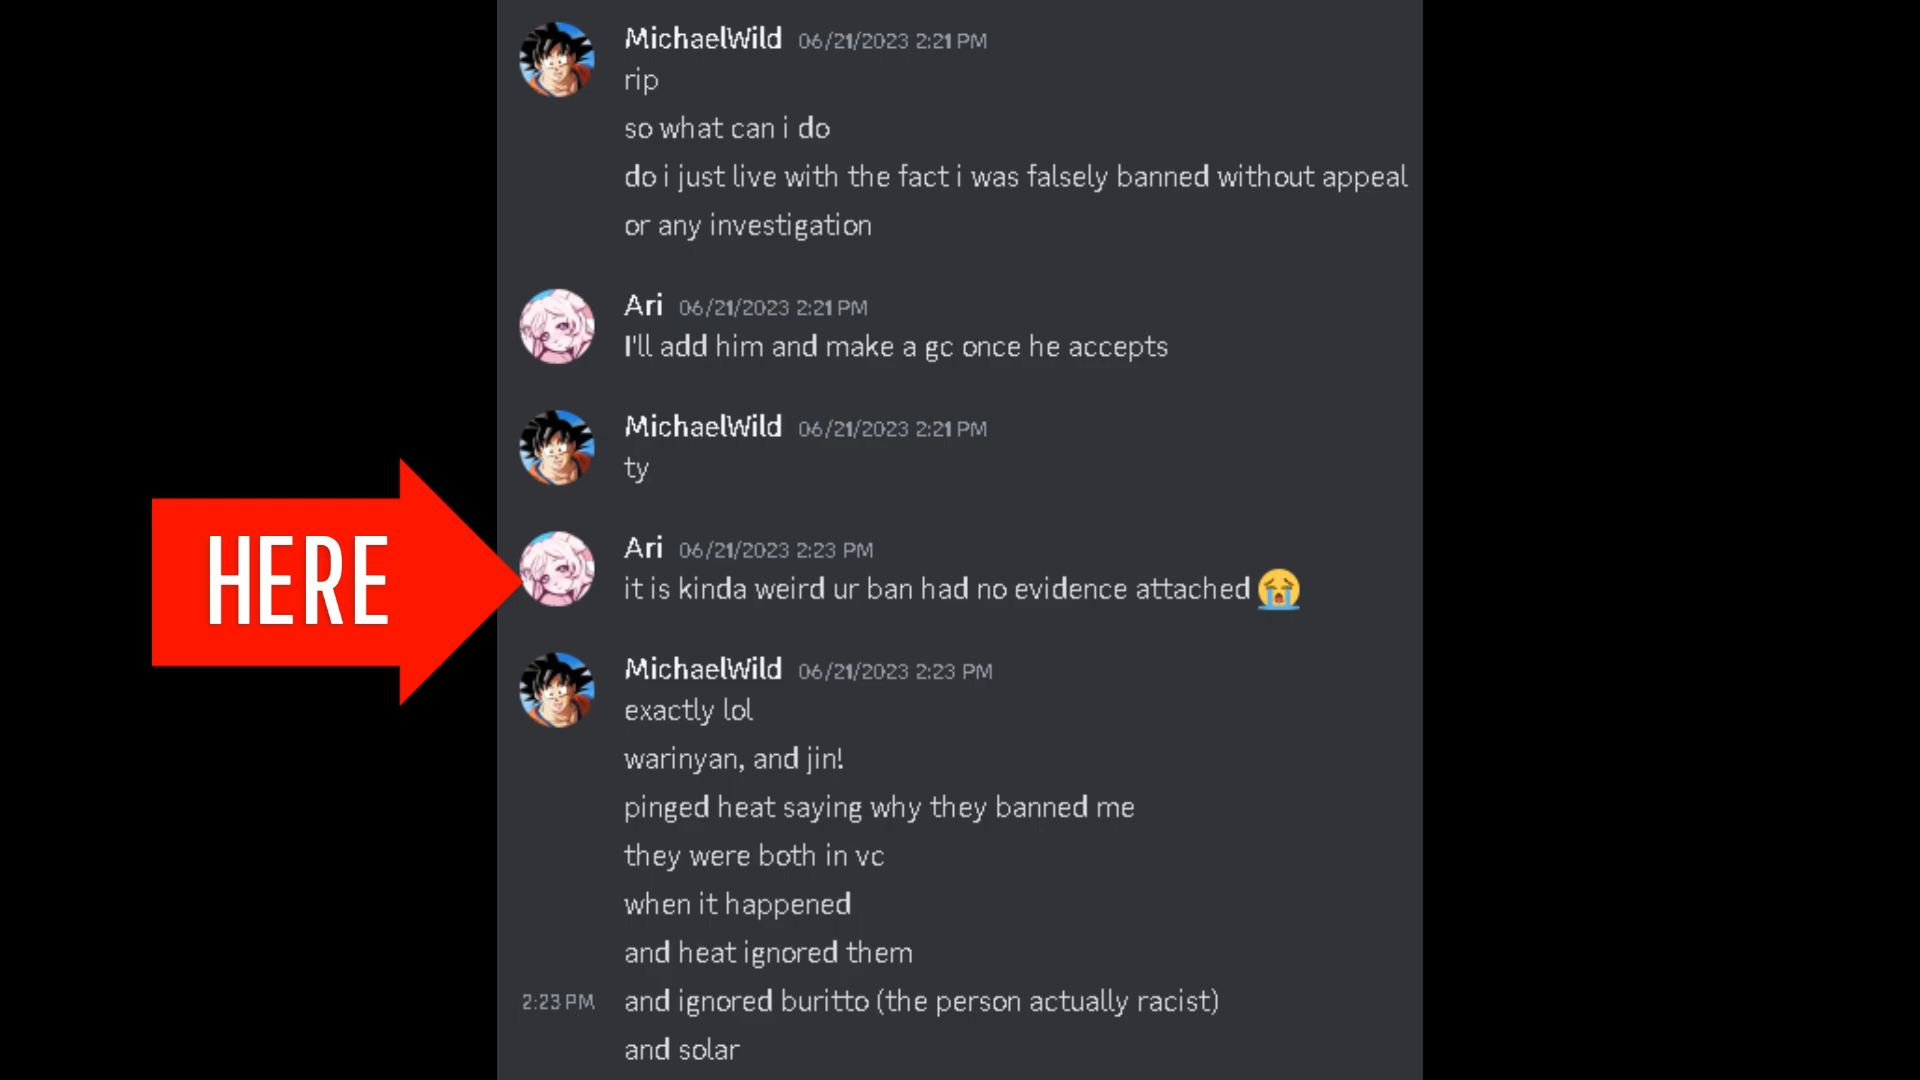 MichaelWild 06/21/2023 2:21 PM
rip
so what can i do
do i just live with the fact i was falsely banned without appeal
or any investigation
Ari 06/21/2023 2:21 PM
I'll add him and make a gc once he accepts
MichaelWild 06/21/2023 2:21 PM
ty
HERE
Ari 06/21/2023 2:23 PM
it is kinda weird ur ban had no evidence attached 😭
MichaelWild 06/21/2023 2:23 PM
exactly lol
warinyan, and jin!
pinged heat saying why they banned me
they were both in vc
when it happened
and heat ignored them
2:23 PM and ignored buritto (the person actually racist)
and solar